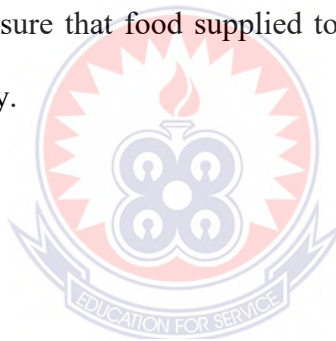 sure that food supplied to
y.
EDUCATION FOR SERVICE